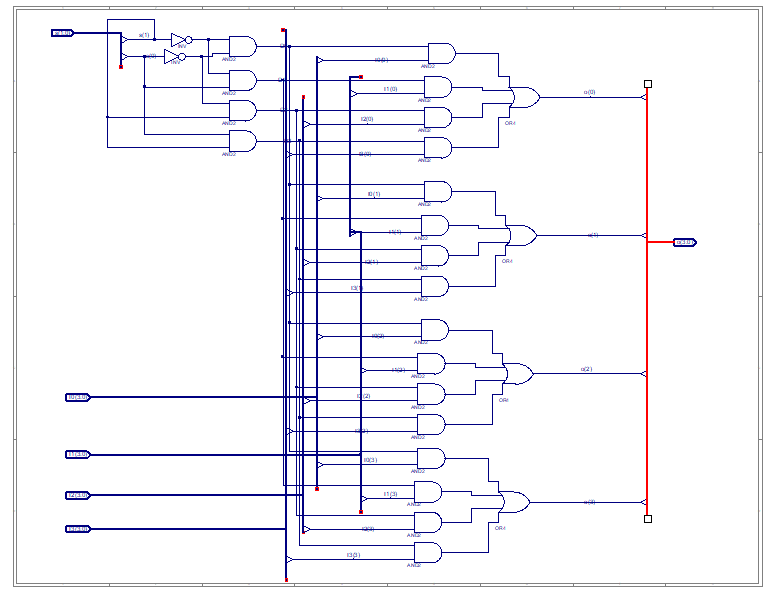 s(1)
INV
AND2
I0(0)
AND2
s(0)
INV
AND2
I1(0)
AND2
o(0)
AND2
I2(0)
AND2
OR4
AND2
I3(0)
AND2
I0(1)
AND2
I1(1)
AND2
o(1)
o(3:0)
I2(1)
AND2
OR4
I3(1)
AND2
I0(2)
AND2
I1(2)
AND2
o(2)
I0(3:0)
I2(2)
AND2
OR4
I3(2)
AND2
I1(3:0)
I0(3)
AND2
I2(3:0)
I1(3)
AND2
o(3)
I3(3:0)
I2(3)
AND2
OR4
I3(3)
AND2